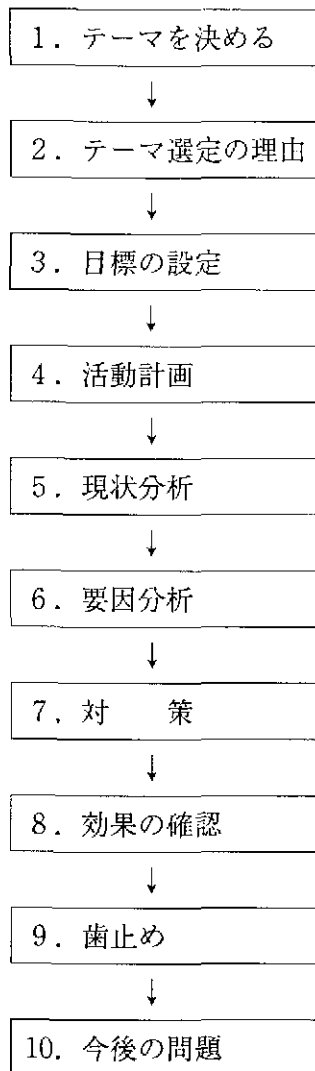 1．テーマを決める
↓
2．テーマ選定の理由
↓
3．目標の設定
↓
4．活動計画
↓
5．現状分析
↓
6．要因分析
↓
7．対　　策
↓
8．効果の確認
↓
9．歯止め
↓
10．今後の問題